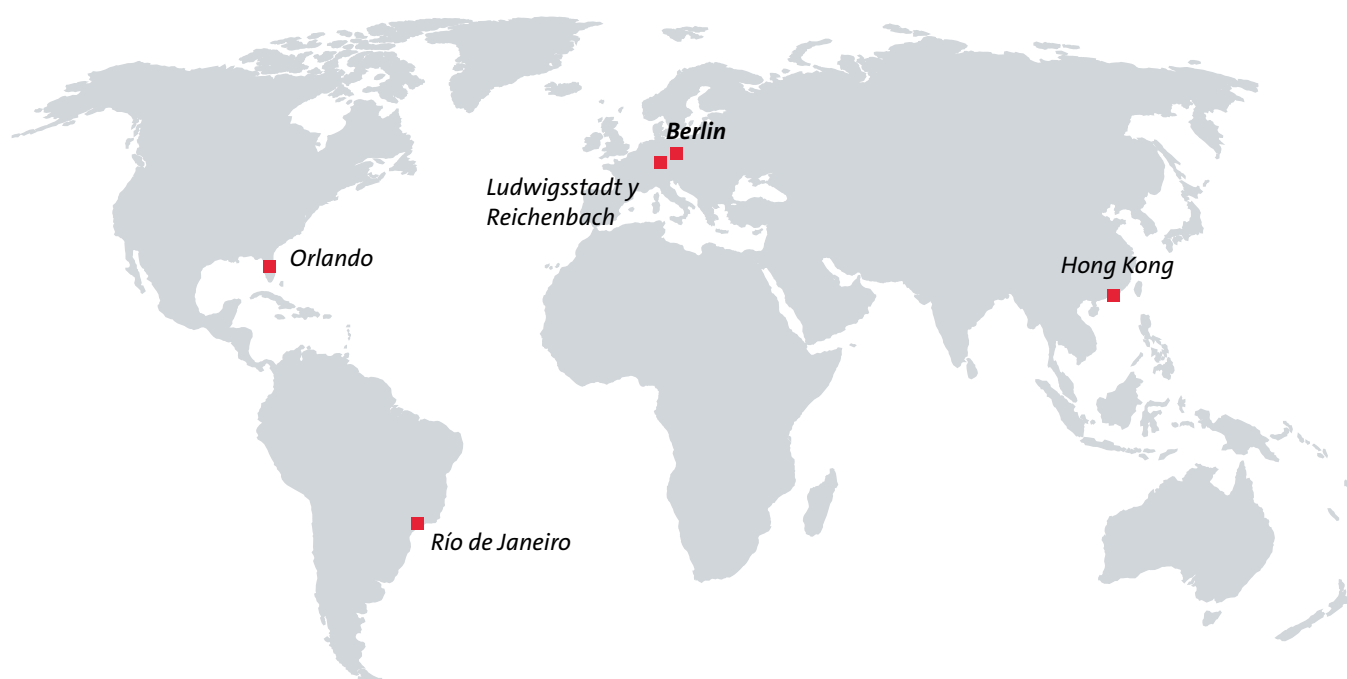 Berlin
Ludwigsstadt y
Reichenbach
Orlando
Hong Kong
Río de Janeiro